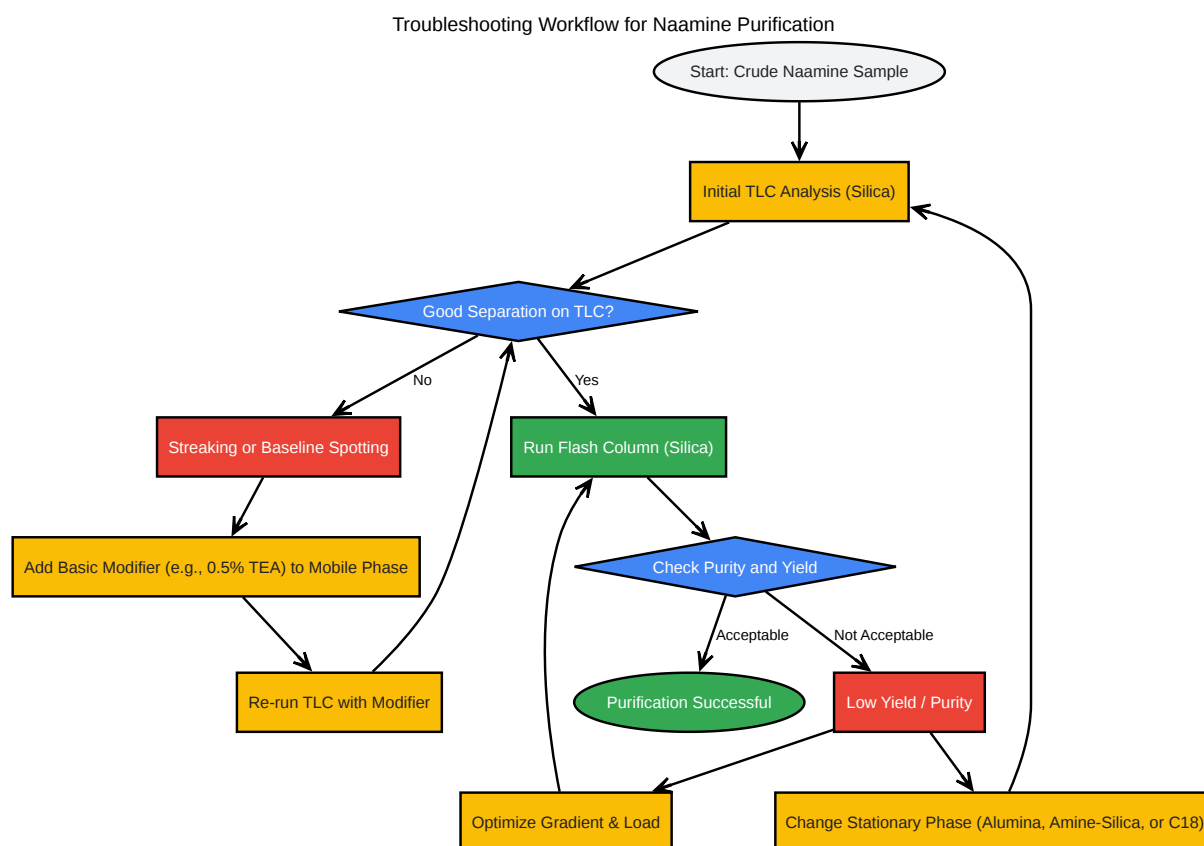 Troubleshooting Workflow for Naamine Purification
Start: Crude Naamine Sample
Initial TLC Analysis (Silica)
Good Separation on TLC?
No
Yes
Streaking or Baseline Spotting
Run Flash Column (Silica)
Add Basic Modifier (e.g., 0.5% TEA) to Mobile Phase
Check Purity and Yield
Acceptable
Not Acceptable
Re-run TLC with Modifier
Purification Successful
Low Yield / Purity
Optimize Gradient & Load
Change Stationary Phase (Alumina, Amine-Silica, or C18)